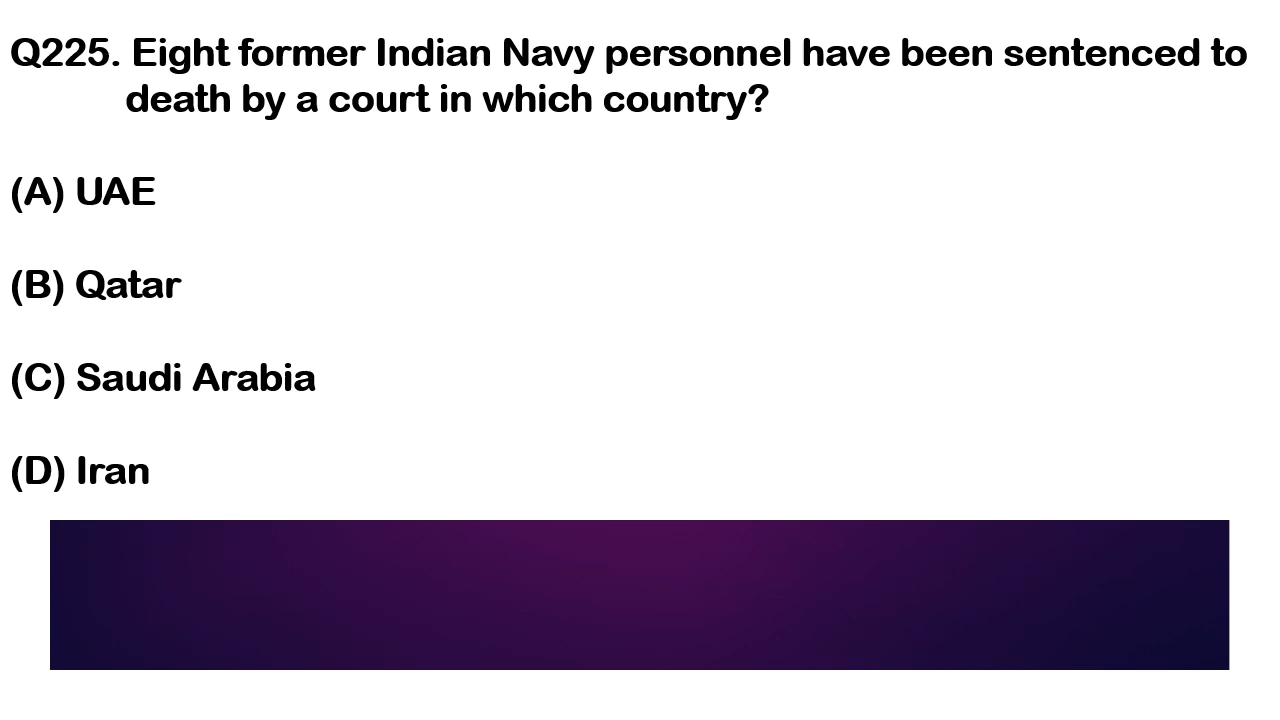 Q225. Eight former Indian Navy personnel have been sentenced to
death by a court in which country?
(A) UAE
(B) Qatar
(C) Saudi Arabia
(D) Iran